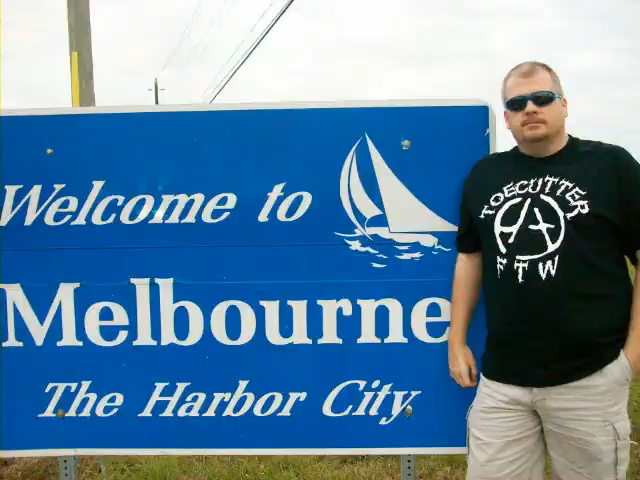 Welcome to
Melbourne
The Harbor City
TOECUTTER
FTW